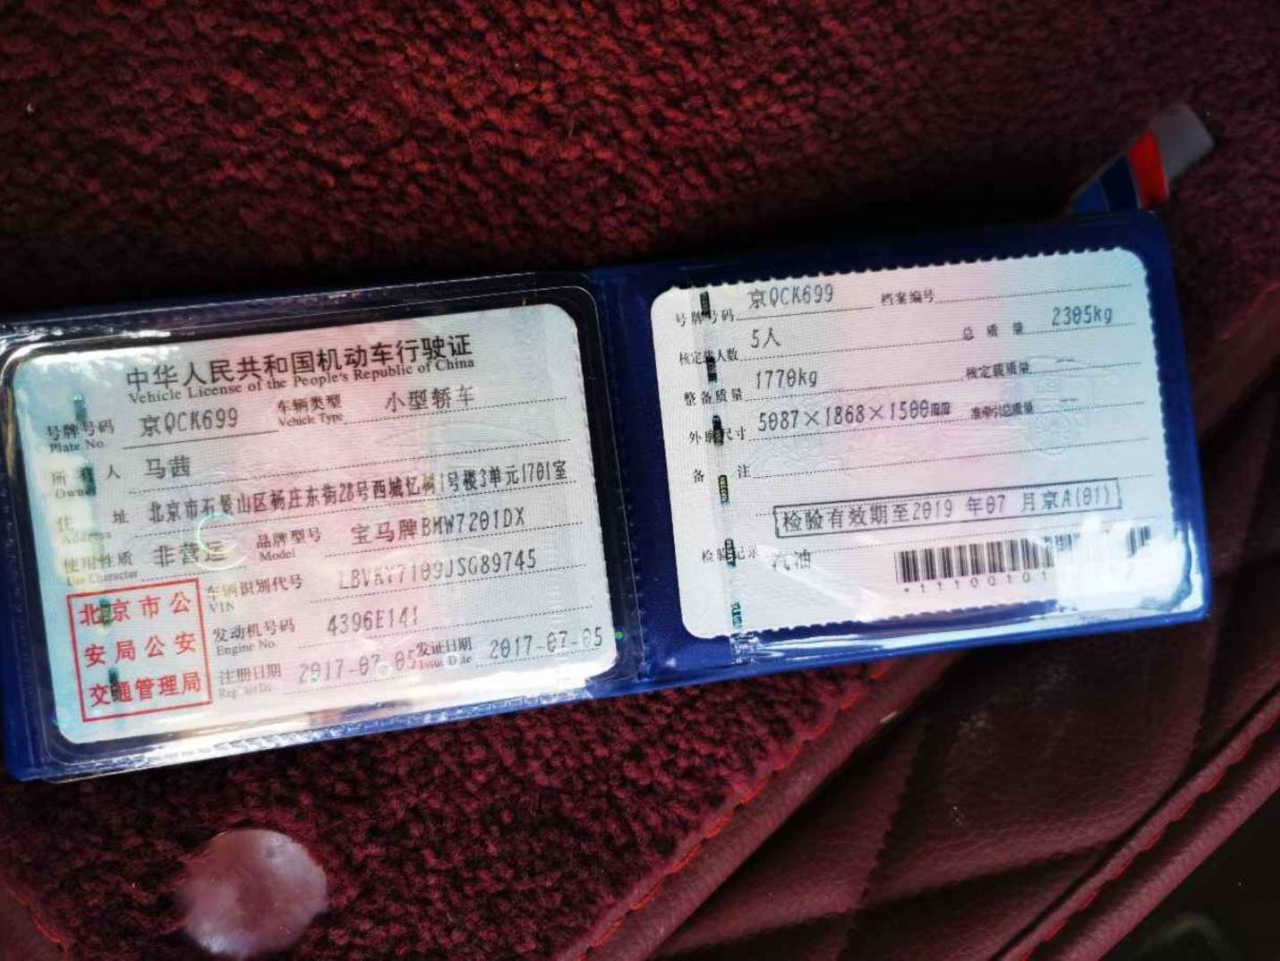 中华人民共和国机动车行驶证
Vehicle License of the People's Republic of China
号牌号码 京QCK699 车辆类型 小型轿车
Plate No. Vehicle Type
所有人 马茜
Owner
住址 北京市石景山区杨庄东街28号西城忆树1号楼3单元1701室
Address
使用性质 非营运 品牌型号 宝马牌BMW7201DX
Use Character Model
北京市公
安局公安
交通管理局
车辆识别代号
VIN
发动机号码 4396E141
Engine No.
注册日期 2017-07-05 发证日期 2017-07-05
Issue Date
号牌号码 京QCK699 档案编号
核定载人数 5人 总质量 2305kg
整备质量 1770kg 核定载质量
外廓尺寸 5087×1868×1500mm 准牵引总质量 --
备注
检验有效期至2019 年07 月京A(01)
检验记录 汽油